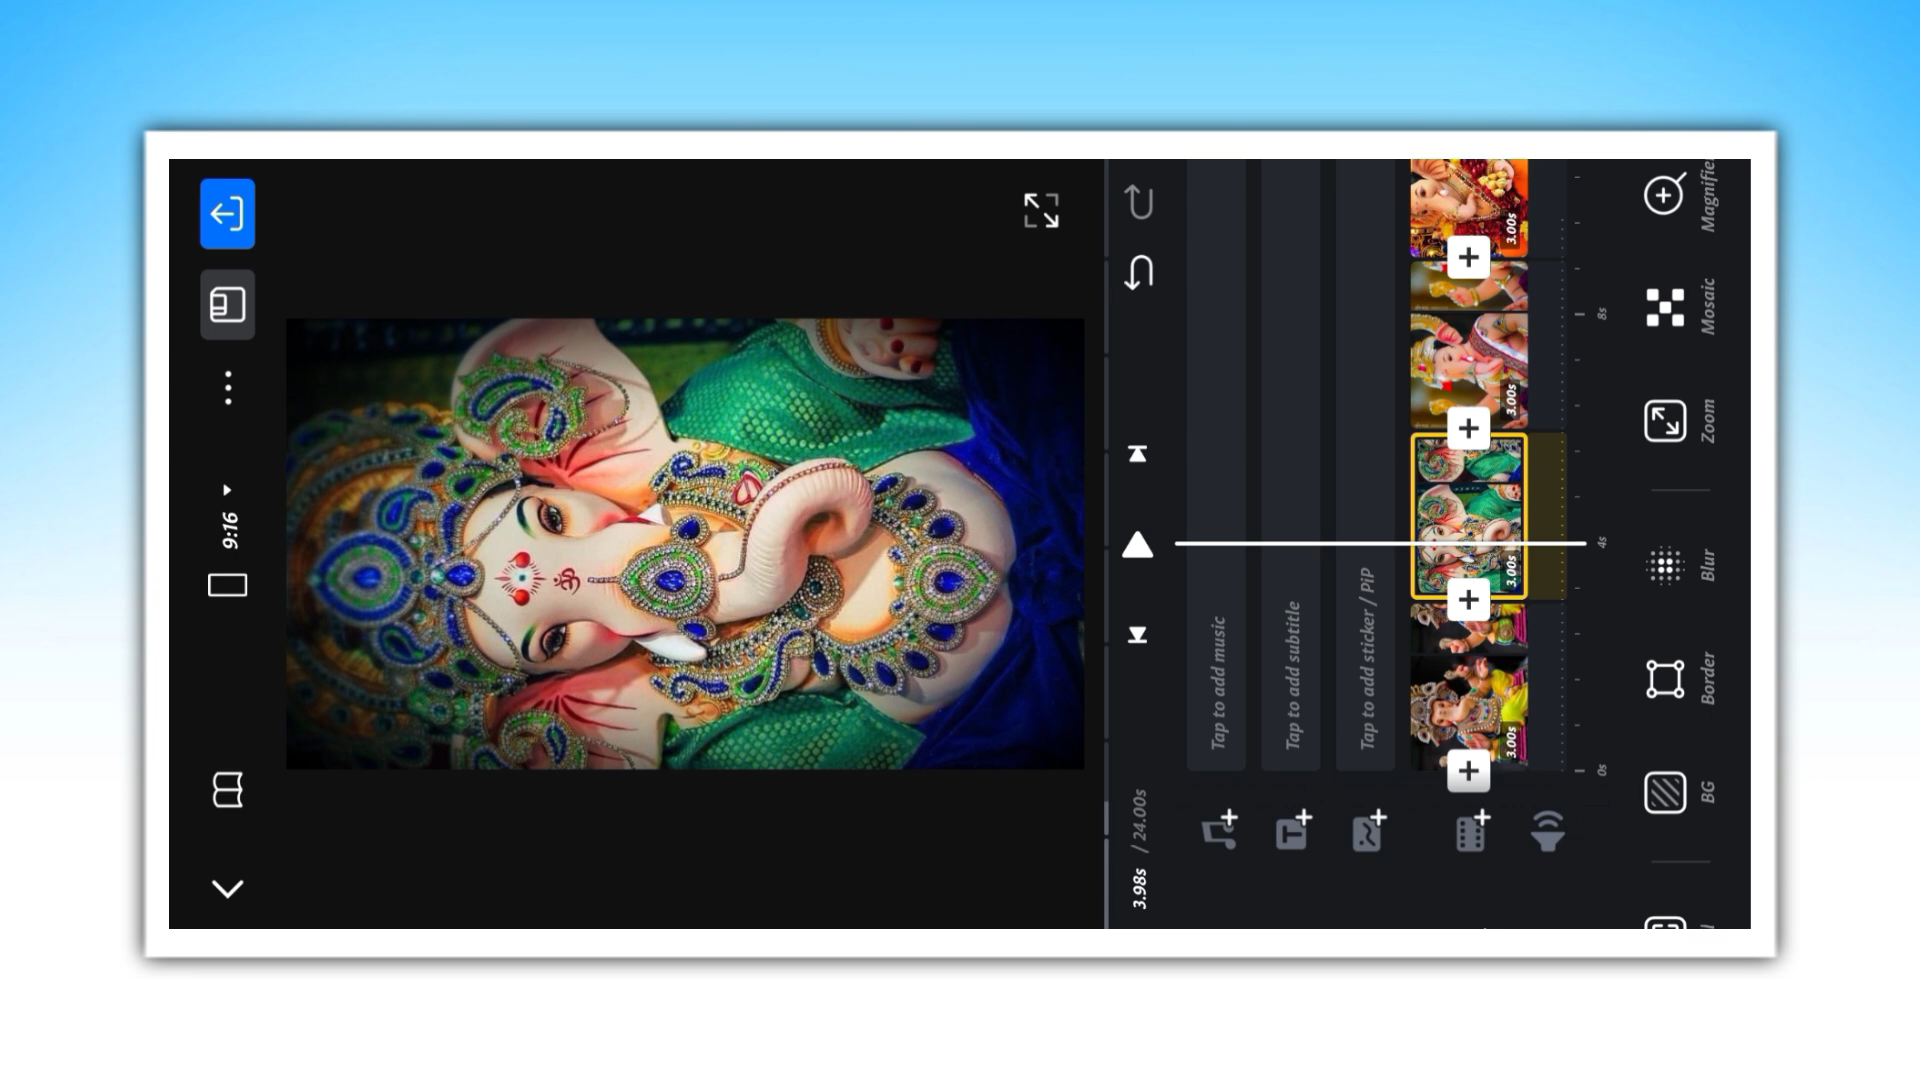 9:16
3.98s / 24.00s
Tap to add music
Tap to add subtitle
Tap to add sticker / PiP
ॐ
3.00s
3.00s
3.00s
3.00s
0s
4s
8s
BG
Border
Blur
Zoom
Mosaic
Magnifie